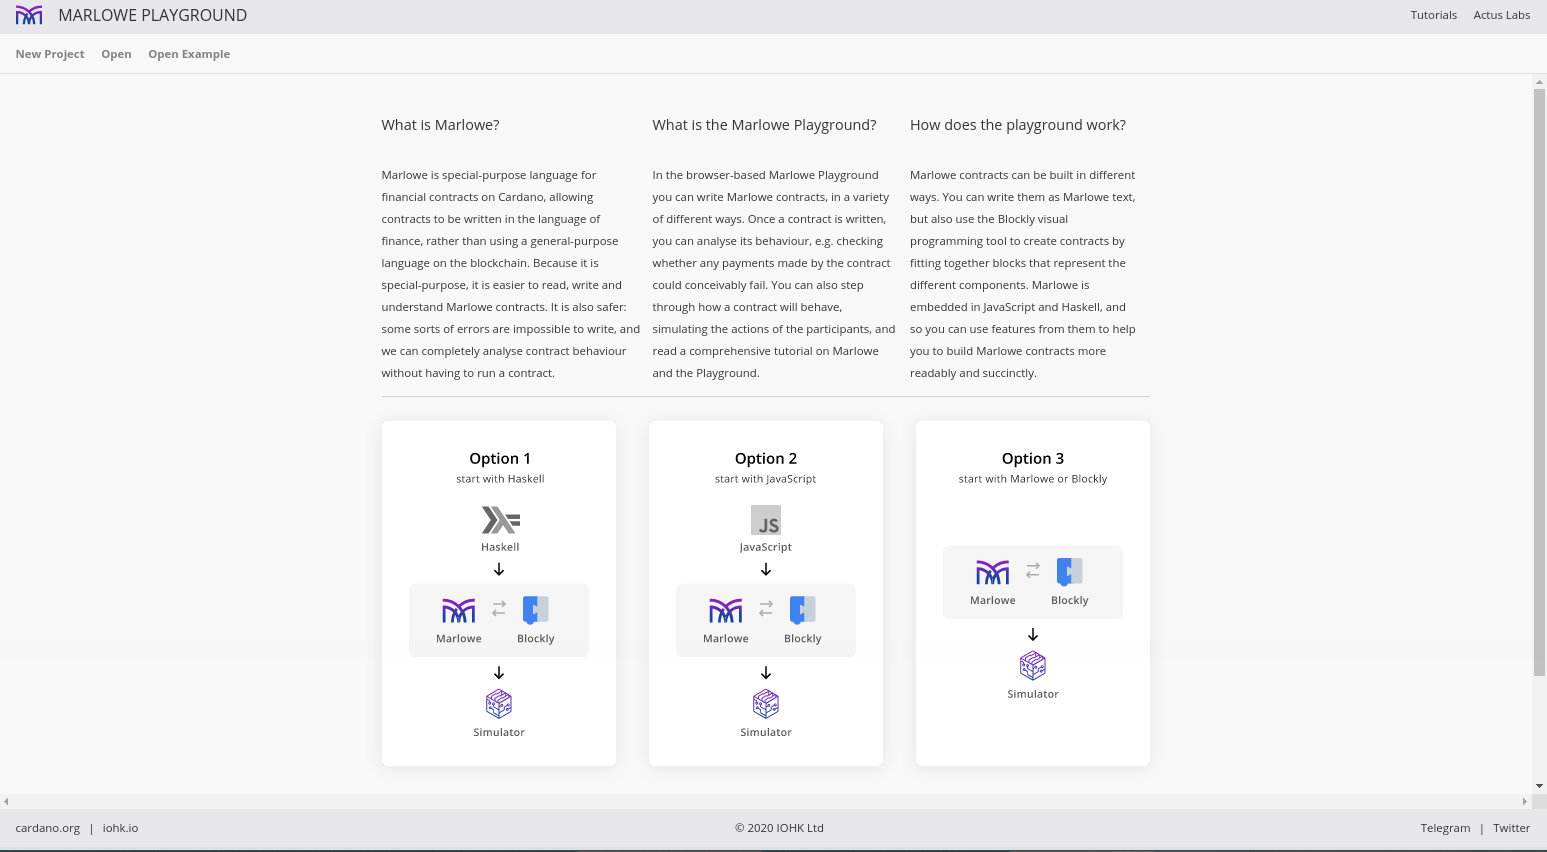 MARLOWE PLAYGROUND
Tutorials
Actus Labs
New Project
Open
Open Example
What is Marlowe?
Marlowe is special-purpose language for
financial contracts on Cardano, allowing
contracts to be written in the language of
finance, rather than using a general-purpose
language on the blockchain. Because it is
special-purpose, it is easier to read, write and
understand Marlowe contracts. It is also safer:
some sorts of errors are impossible to write, and
we can completely analyse contract behaviour
without having to run a contract.
What is the Marlowe Playground?
In the browser-based Marlowe Playground
you can write Marlowe contracts, in a variety
of different ways. Once a contract is written,
you can analyse its behaviour, e.g. checking
whether any payments made by the contract
could conceivably fail. You can also step
through how a contract will behave,
simulating the actions of the participants, and
read a comprehensive tutorial on Marlowe
and the Playground.
How does the playground work?
Marlowe contracts can be built in different
ways. You can write them as Marlowe text,
but also use the Blockly visual
programming tool to create contracts by
fitting together blocks that represent the
different components. Marlowe is
embedded in JavaScript and Haskell, and
so you can use features from them to help
you to build Marlowe contracts more
readably and succinctly.
Option 1
start with Haskell
Haskell
Marlowe
Blockly
Simulator
Option 2
start with JavaScript
JS
JavaScript
Marlowe
Blockly
Simulator
Option 3
start with Marlowe or Blockly
Marlowe
Blockly
Simulator
cardano.org | iohk.io
© 2020 IOHK Ltd
Telegram | Twitter